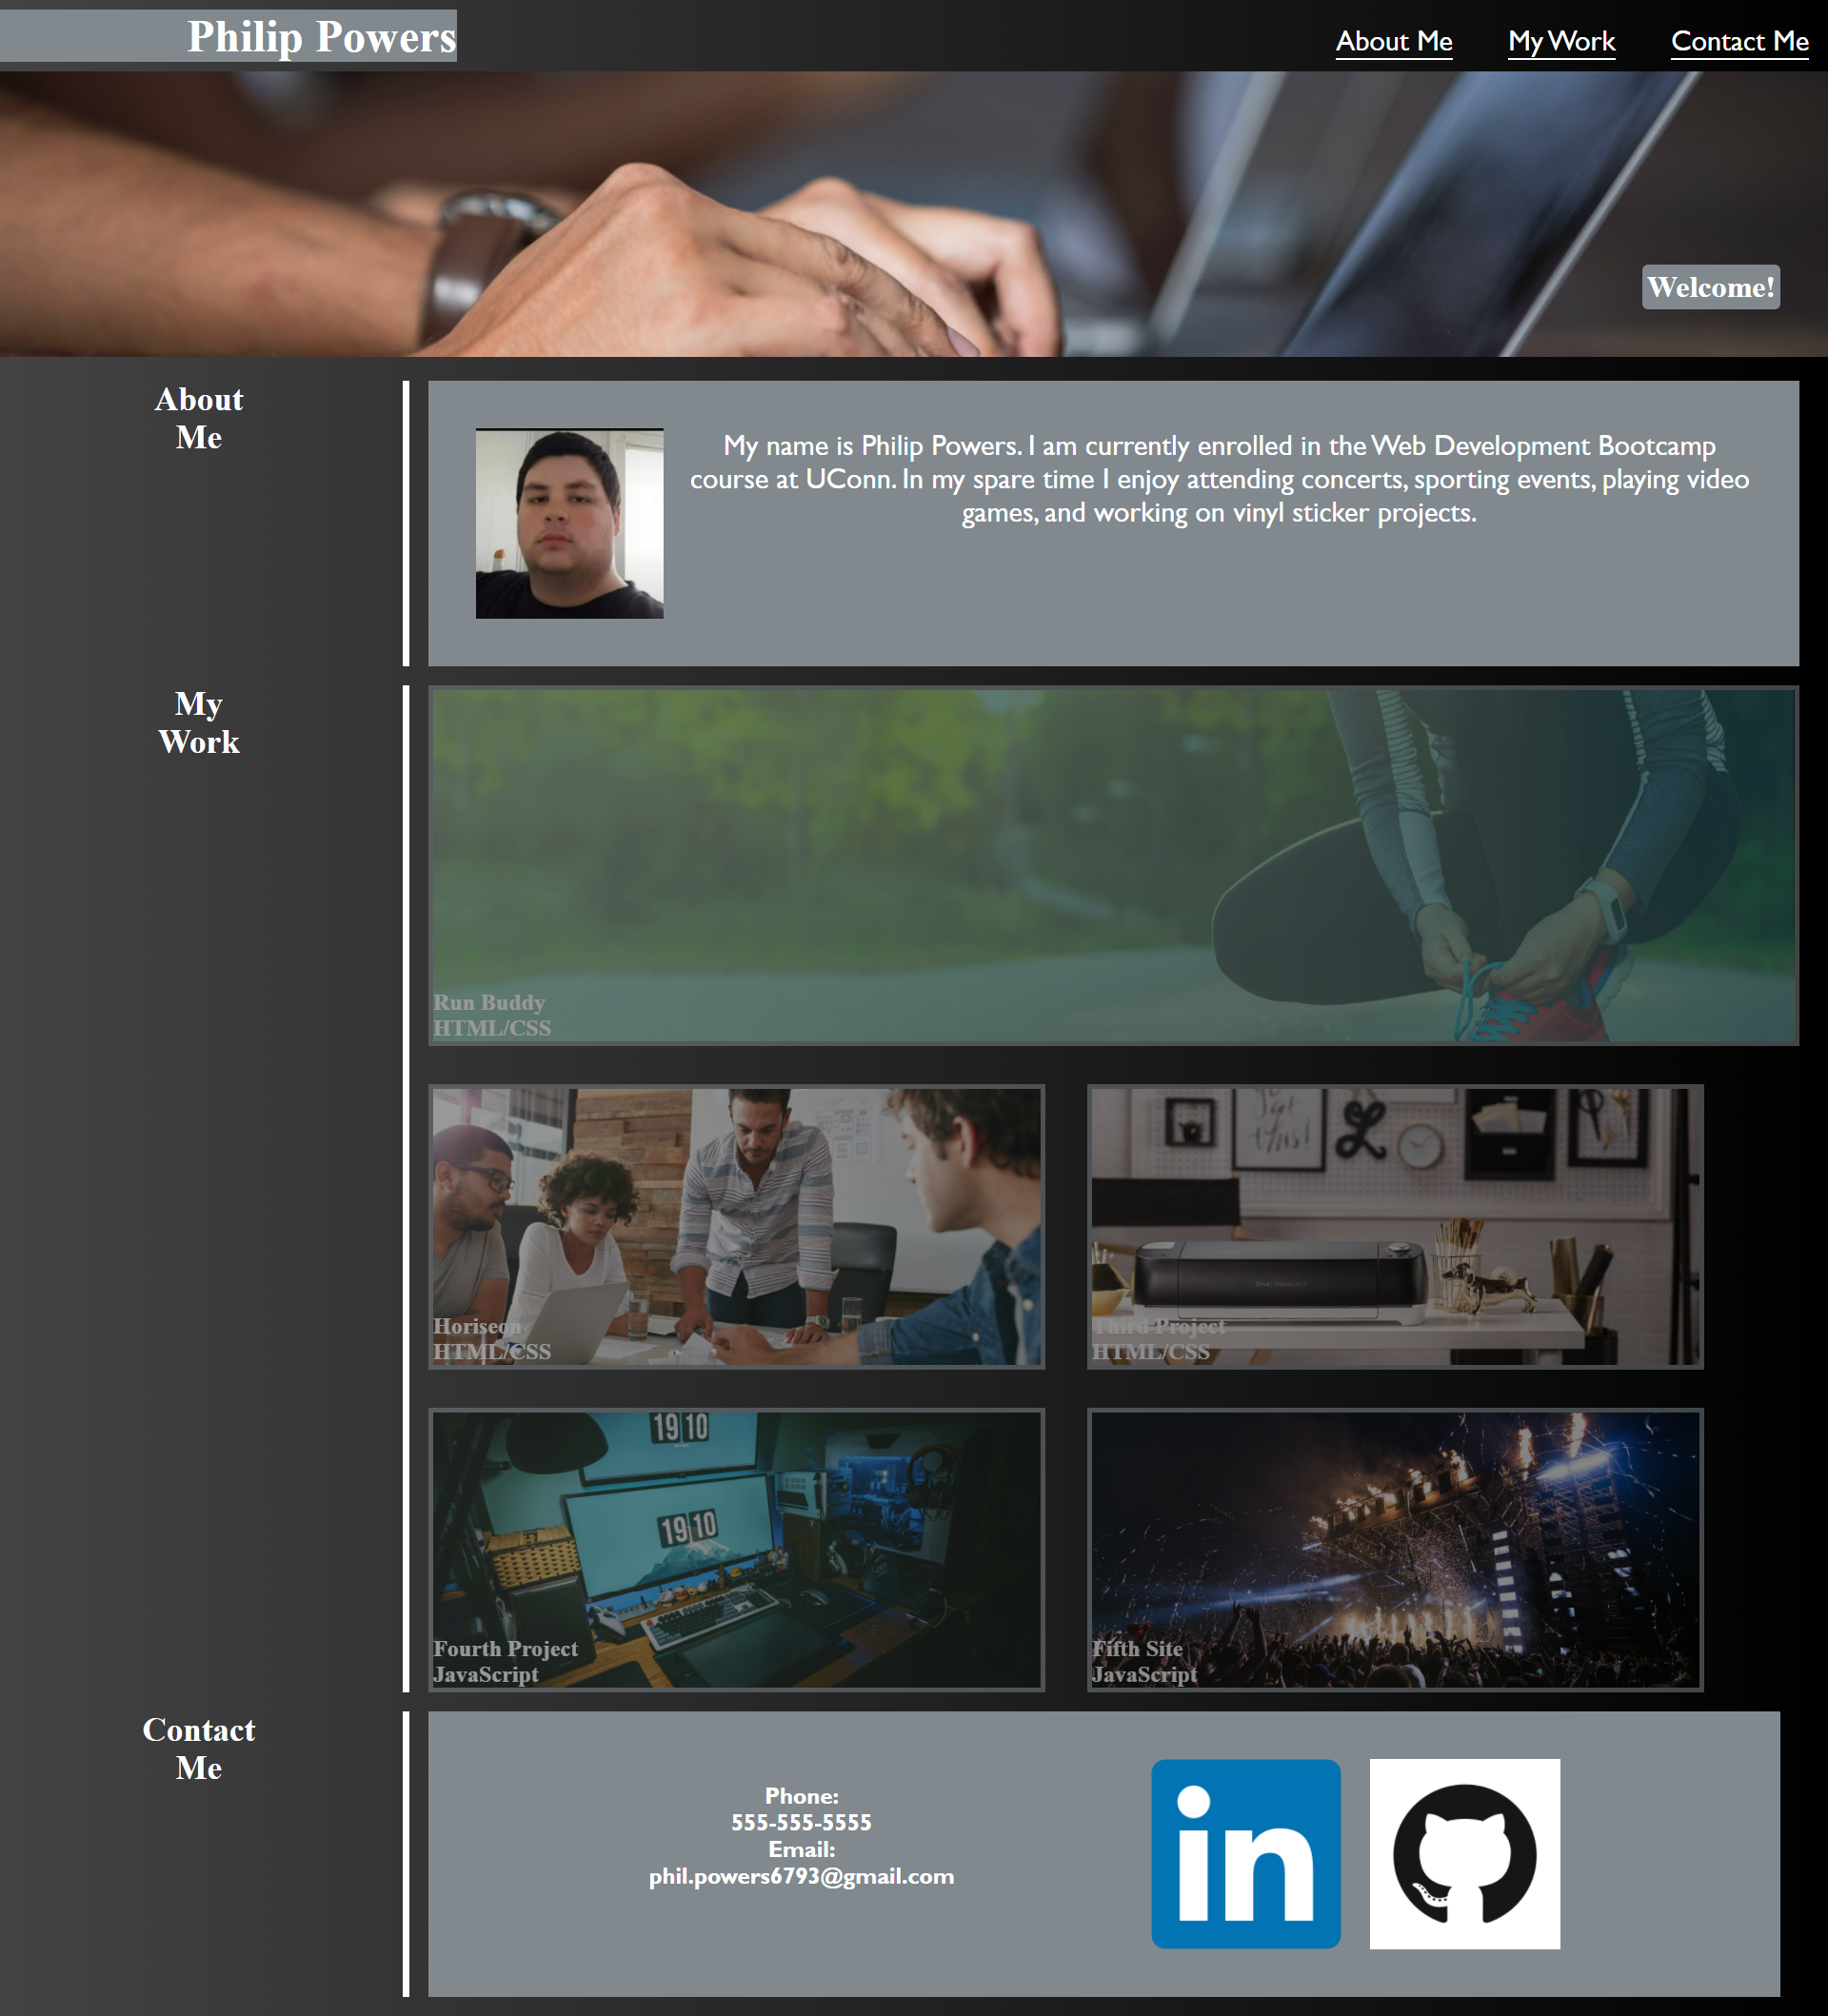 Philip Powers
About Me
My Work
Contact Me
Welcome!
About
Me
My name is Philip Powers. I am currently enrolled in the Web Development Bootcamp
course at UConn. In my spare time I enjoy attending concerts, sporting events, playing video
games, and working on vinyl sticker projects.
My
Work
Run Buddy
HTML/CSS
Horiseon
HTML/CSS
Third Project
HTML/CSS
19 10
19 10
Fourth Project
JavaScript
Fifth Site
JavaScript
Contact
Me
Phone:
555-555-5555
Email:
phil.powers6793@gmail.com
in